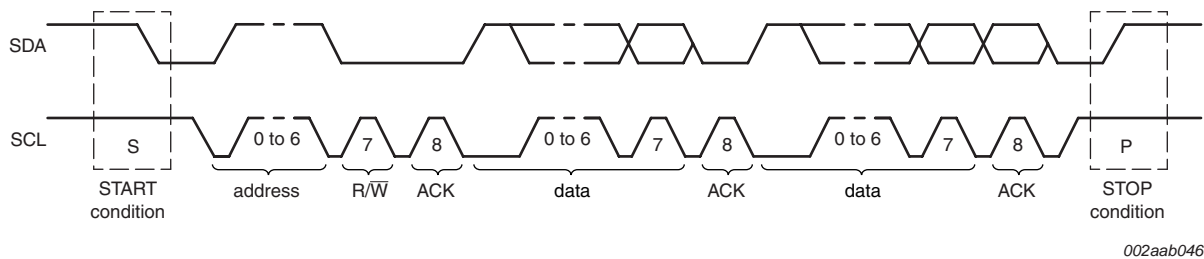 SDA
SCL
S
0 to 6
7
8
0 to 6
7
8
0 to 6
7
8
P
START
condition
address
R/W̅
ACK
data
ACK
data
ACK
STOP
condition
002aab046